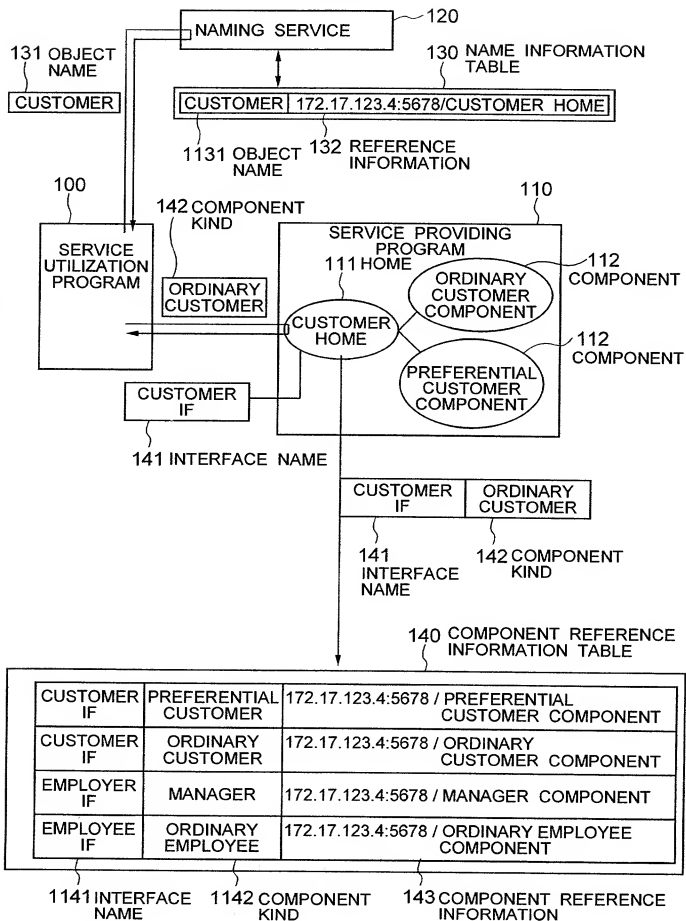 120
NAMING SERVICE
131 OBJECT
NAME
CUSTOMER
130 NAME INFORMATION
TABLE
CUSTOMER 172.17.123.4:5678/CUSTOMER HOME
1131 OBJECT
NAME
132 REFERENCE
INFORMATION
100
SERVICE
UTILIZATION
PROGRAM
142 COMPONENT
KIND
ORDINARY
CUSTOMER
110
SERVICE PROVIDING
PROGRAM
111 HOME
CUSTOMER
HOME
112
COMPONENT
ORDINARY
CUSTOMER
COMPONENT
112
COMPONENT
PREFERENTIAL
CUSTOMER
COMPONENT
CUSTOMER
IF
141 INTERFACE NAME
CUSTOMER
IF
ORDINARY
CUSTOMER
141
INTERFACE
NAME
142 COMPONENT
KIND
140 COMPONENT REFERENCE
INFORMATION TABLE
CUSTOMER
IF
PREFERENTIAL
CUSTOMER
172.17.123.4:5678 / PREFERENTIAL
CUSTOMER COMPONENT
CUSTOMER
IF
ORDINARY
CUSTOMER
172.17.123.4:5678 / ORDINARY
CUSTOMER COMPONENT
EMPLOYER
IF
MANAGER
172.17.123.4:5678 / MANAGER COMPONENT
EMPLOYEE
IF
ORDINARY
EMPLOYEE
172.17.123.4:5678 / ORDINARY EMPLOYEE
COMPONENT
1141 INTERFACE
NAME
1142 COMPONENT
KIND
143 COMPONENT REFERENCE
INFORMATION